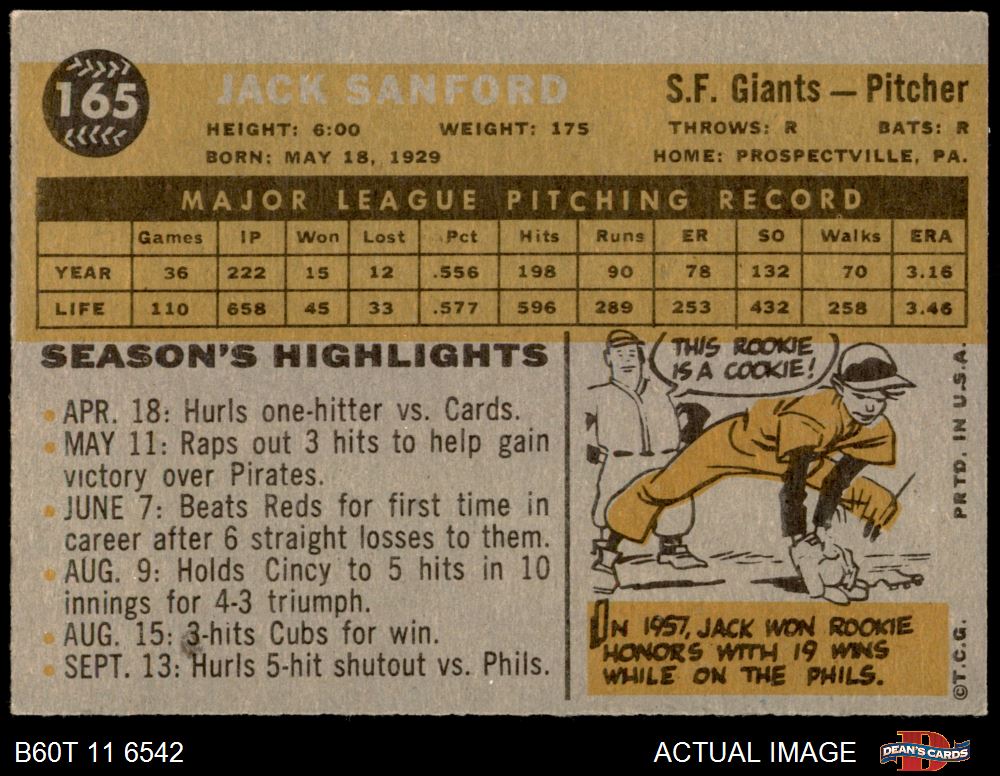 165
JACK SANFORD
S.F. Giants — Pitcher
HEIGHT: 6:00 WEIGHT: 175 THROWS: R BATS: R
BORN: MAY 18, 1929 HOME: PROSPECTVILLE, PA.
MAJOR LEAGUE PITCHING RECORD
Games IP Won Lost Pct Hits Runs ER SO Walks ERA
YEAR 36 222 15 12 .556 198 90 78 132 70 3.16
LIFE 110 658 45 33 .577 596 289 253 432 258 3.46
SEASON'S HIGHLIGHTS
• APR. 18: Hurls one-hitter vs. Cards.
• MAY 11: Raps out 3 hits to help gain
victory over Pirates.
• JUNE 7: Beats Reds for first time in
career after 6 straight losses to them.
• AUG. 9: Holds Cincy to 5 hits in 10
innings for 4-3 triumph.
• AUG. 15: 3-hits Cubs for win.
• SEPT. 13: Hurls 5-hit shutout vs. Phils.
THIS ROOKIE
IS A COOKIE!
IN 1957, JACK WON ROOKIE
HONORS WITH 19 WINS
WHILE ON THE PHILS.
©T.C.G. PRTD. IN U.S.A.
B60T 11 6542
ACTUAL IMAGE
DEAN'S CARDS